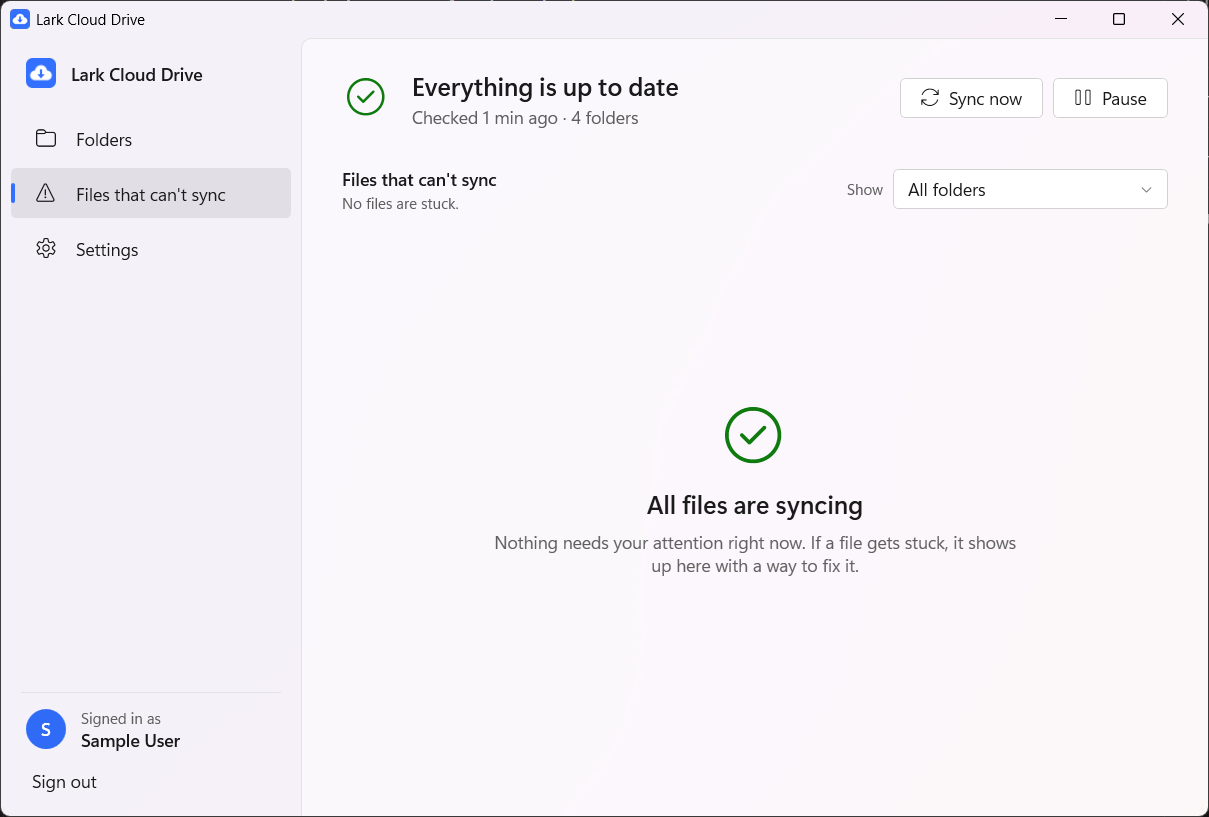 Lark Cloud Drive
Lark Cloud Drive
Folders
Files that can't sync
Settings
Signed in as
S
Sample User
Sign out
Everything is up to date
Checked 1 min ago · 4 folders
Sync now
Pause
Files that can't sync
No files are stuck.
Show
All folders
All files are syncing
Nothing needs your attention right now. If a file gets stuck, it shows
up here with a way to fix it.